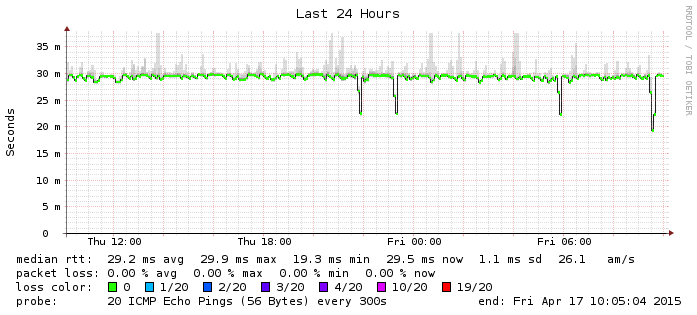 Last 24 Hours
RRDTOOL / TOBI OETIKER
Seconds
35 m
30 m
25 m
20 m
15 m
10 m
5 m
0
Thu 12:00 Thu 18:00 Fri 00:00 Fri 06:00
median rtt: 29.2 ms avg 29.9 ms max 19.3 ms min 29.5 ms now 1.1 ms sd 26.1 am/s
packet loss: 0.00 % avg 0.00 % max 0.00 % min 0.00 % now
loss color: 0 1/20 2/20 3/20 4/20 10/20 19/20
probe: 20 ICMP Echo Pings (56 Bytes) every 300s end: Fri Apr 17 10:05:04 2015